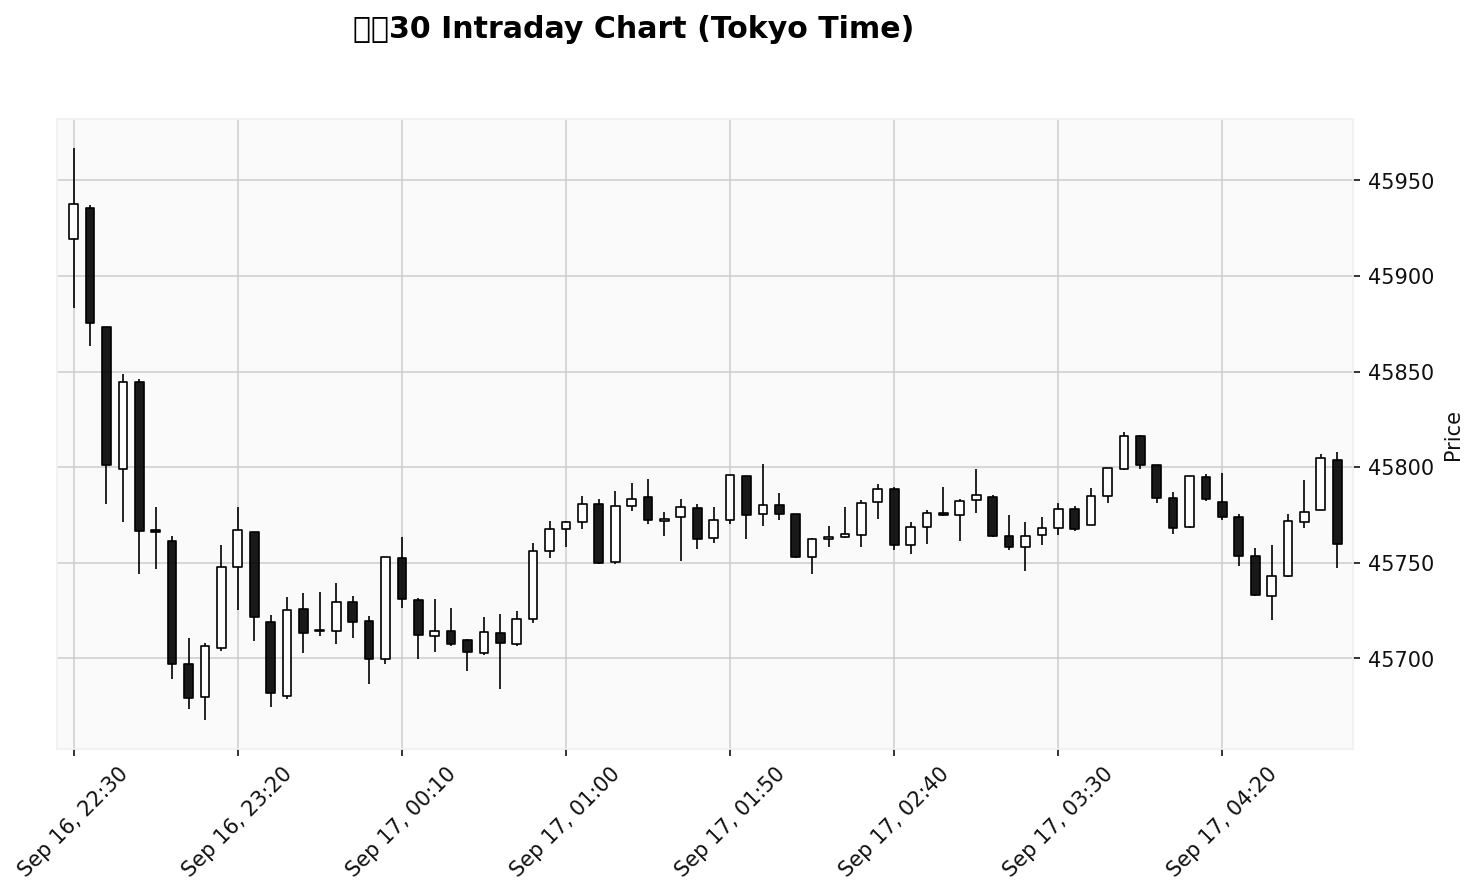 30 Intraday Chart (Tokyo Time)
45950
45900
45850
45800
45750
45700
Price
Sep 16, 22:30
Sep 16, 23:20
Sep 17, 00:10
Sep 17, 01:00
Sep 17, 01:50
Sep 17, 02:40
Sep 17, 03:30
Sep 17, 04:20